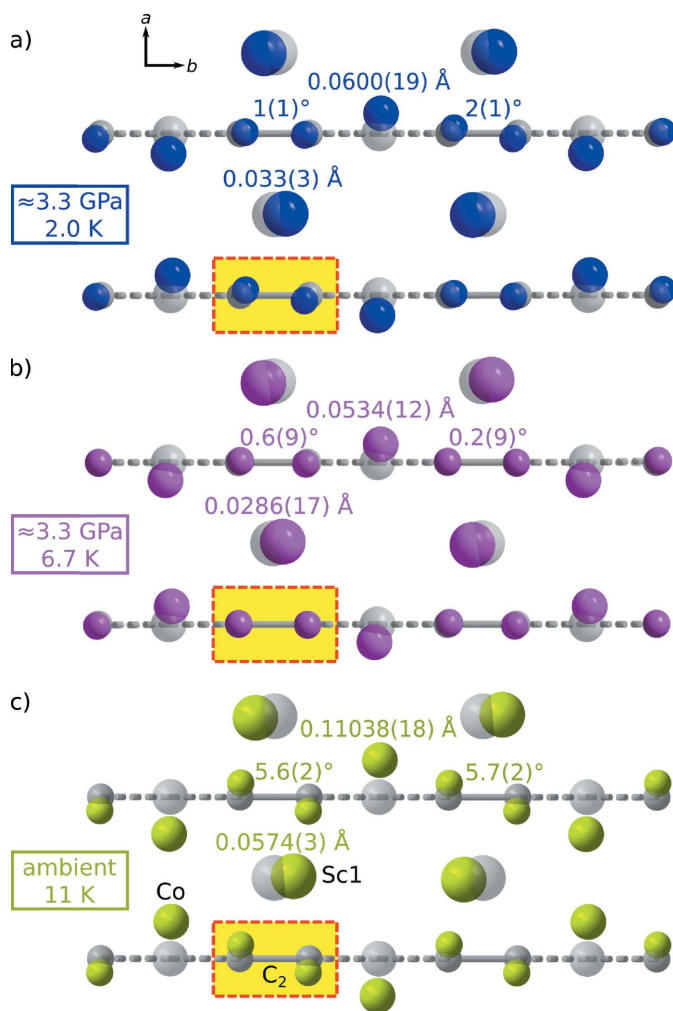 a)
a
b
0.0600(19) Å
1(1)°
2(1)°
0.033(3) Å
≈3.3 GPa
2.0 K
b)
0.0534(12) Å
0.6(9)°
0.2(9)°
0.0286(17) Å
≈3.3 GPa
6.7 K
c)
0.11038(18) Å
5.6(2)°
5.7(2)°
0.0574(3) Å
Sc1
ambient
11 K
Co
C₂